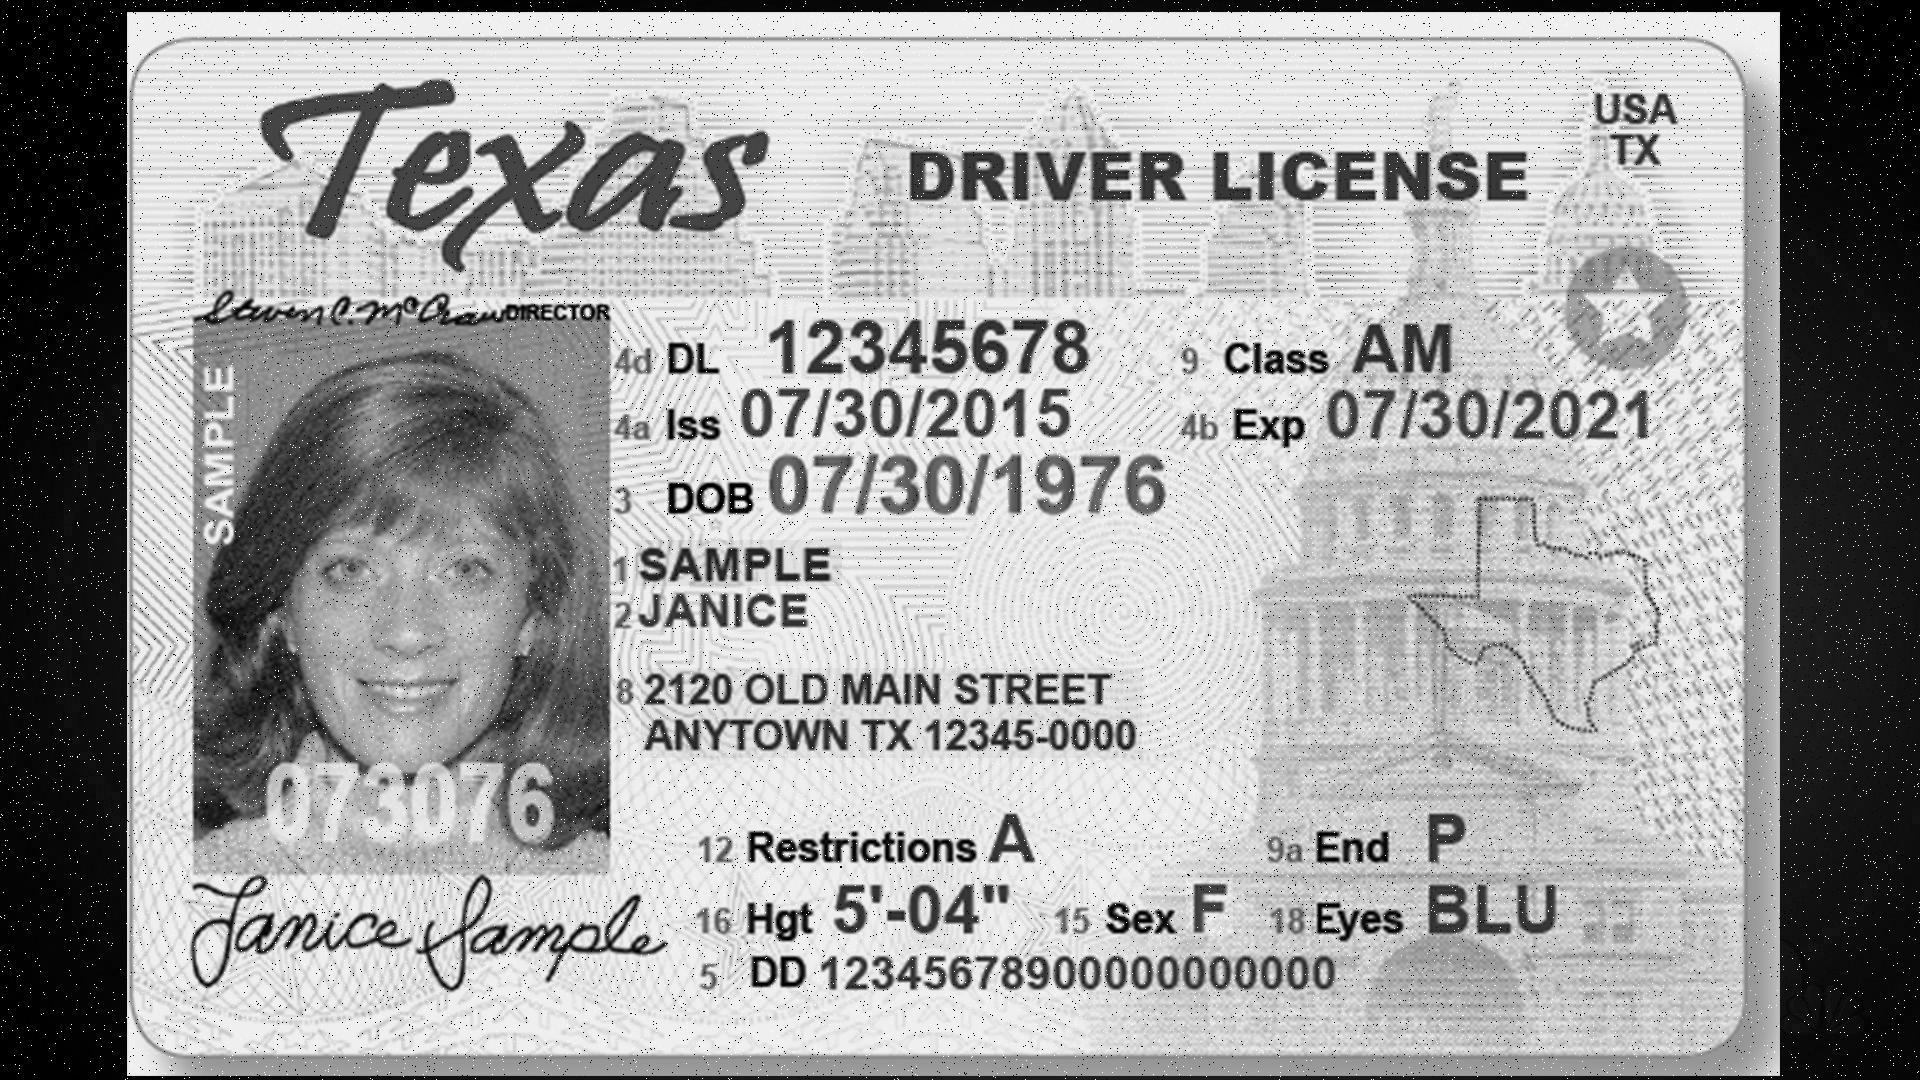 Texas
DRIVER LICENSE
USA
TX
Steven C. McCraw DIRECTOR
SAMPLE
4d DL 12345678 9 Class AM
4a Iss 07/30/2015 4b Exp 07/30/2021
3 DOB 07/30/1976
1 SAMPLE
2 JANICE
8 2120 OLD MAIN STREET
ANYTOWN TX 12345-0000
073076
12 Restrictions A 9a End P
16 Hgt 5'-04" 15 Sex F 18 Eyes BLU
5 DD 12345678900000000000
Janice Sample